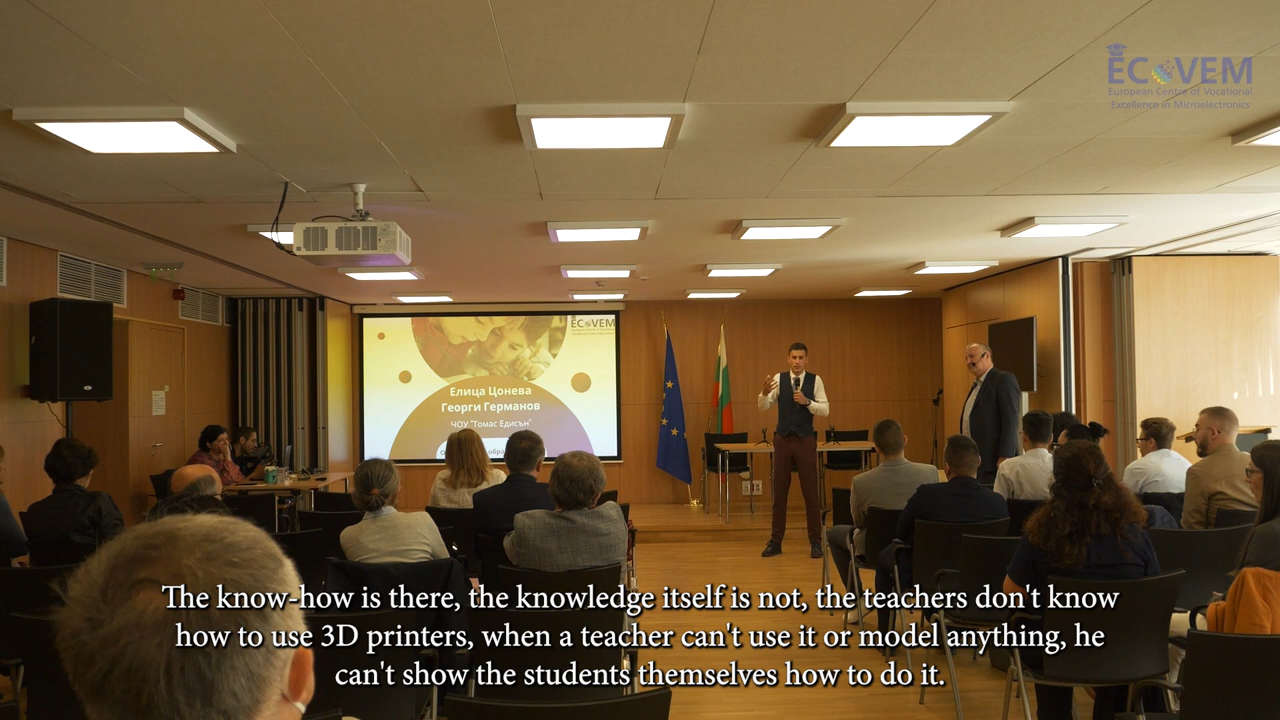 ECOVEM
European Centre of Vocational
Excellence in Microelectronics
ECOVEM
Елица Цонева
Георги Германов
ЧОУ "Томас Едисън"
The know-how is there, the knowledge itself is not, the teachers don't know
how to use 3D printers, when a teacher can't use it or model anything, he
can't show the students themselves how to do it.